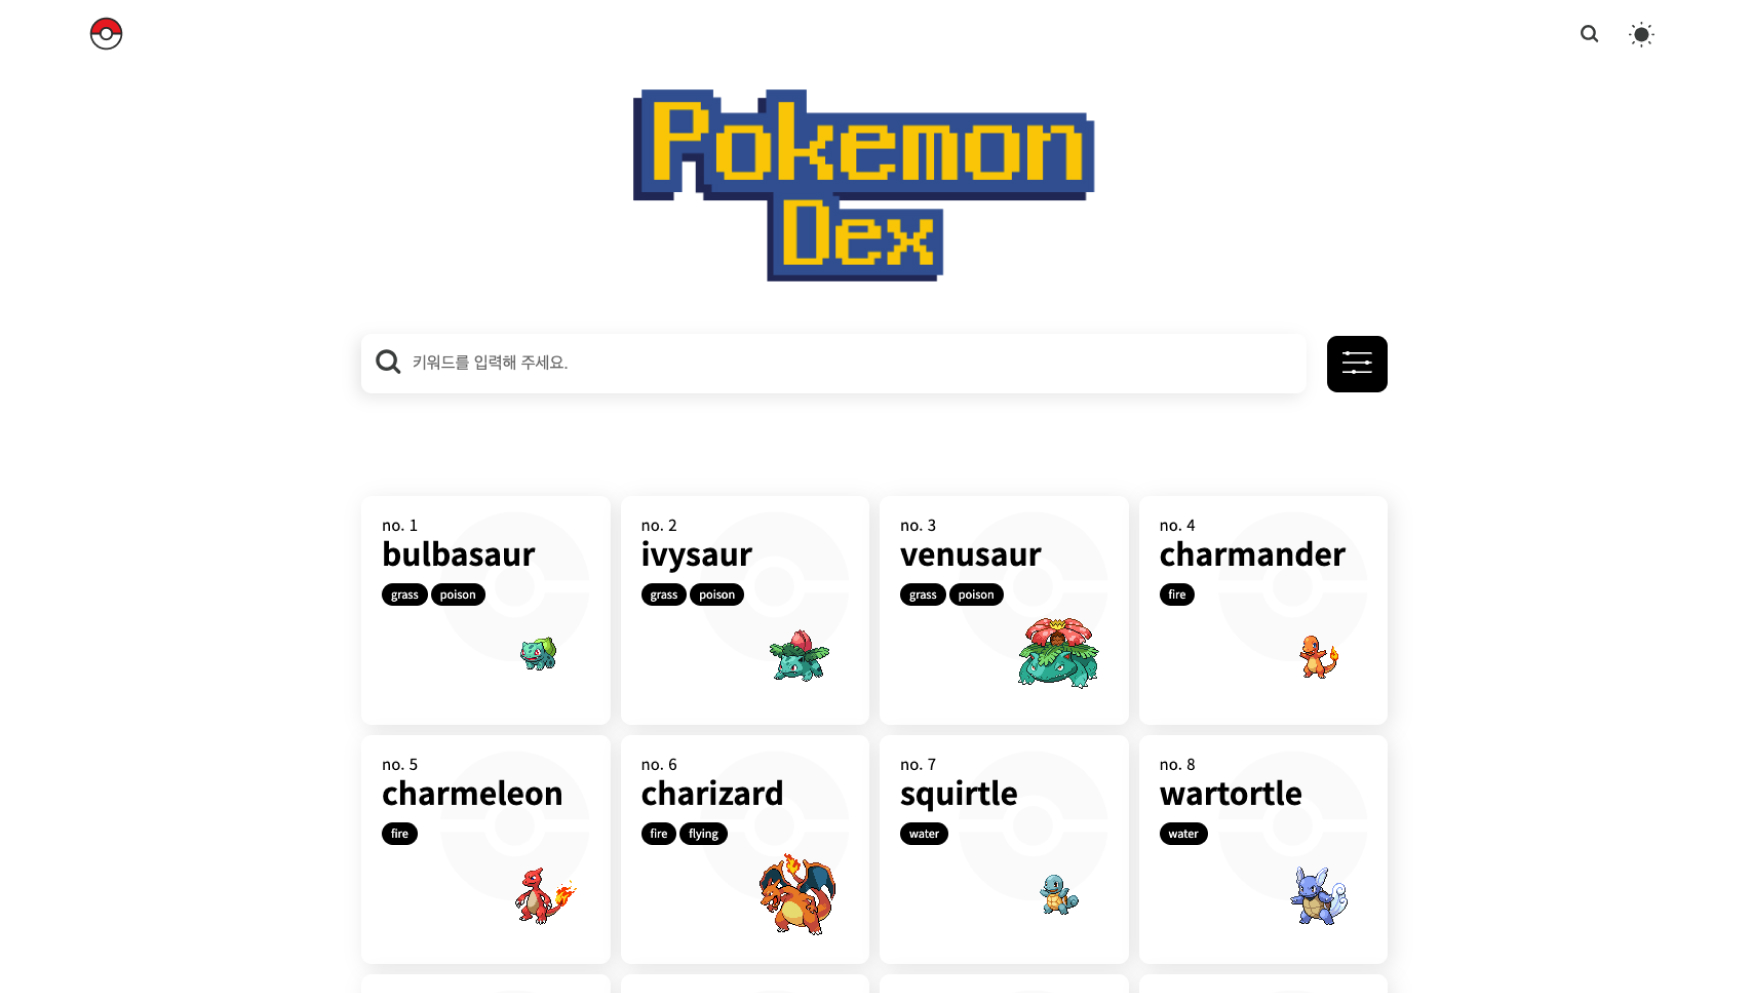 Pokemon
Dex
키워드를 입력해 주세요.
no. 1
bulbasaur
grass poison
no. 2
ivysaur
grass poison
no. 3
venusaur
grass poison
no. 4
charmander
fire
no. 5
charmeleon
fire
no. 6
charizard
fire flying
no. 7
squirtle
water
no. 8
wartortle
water